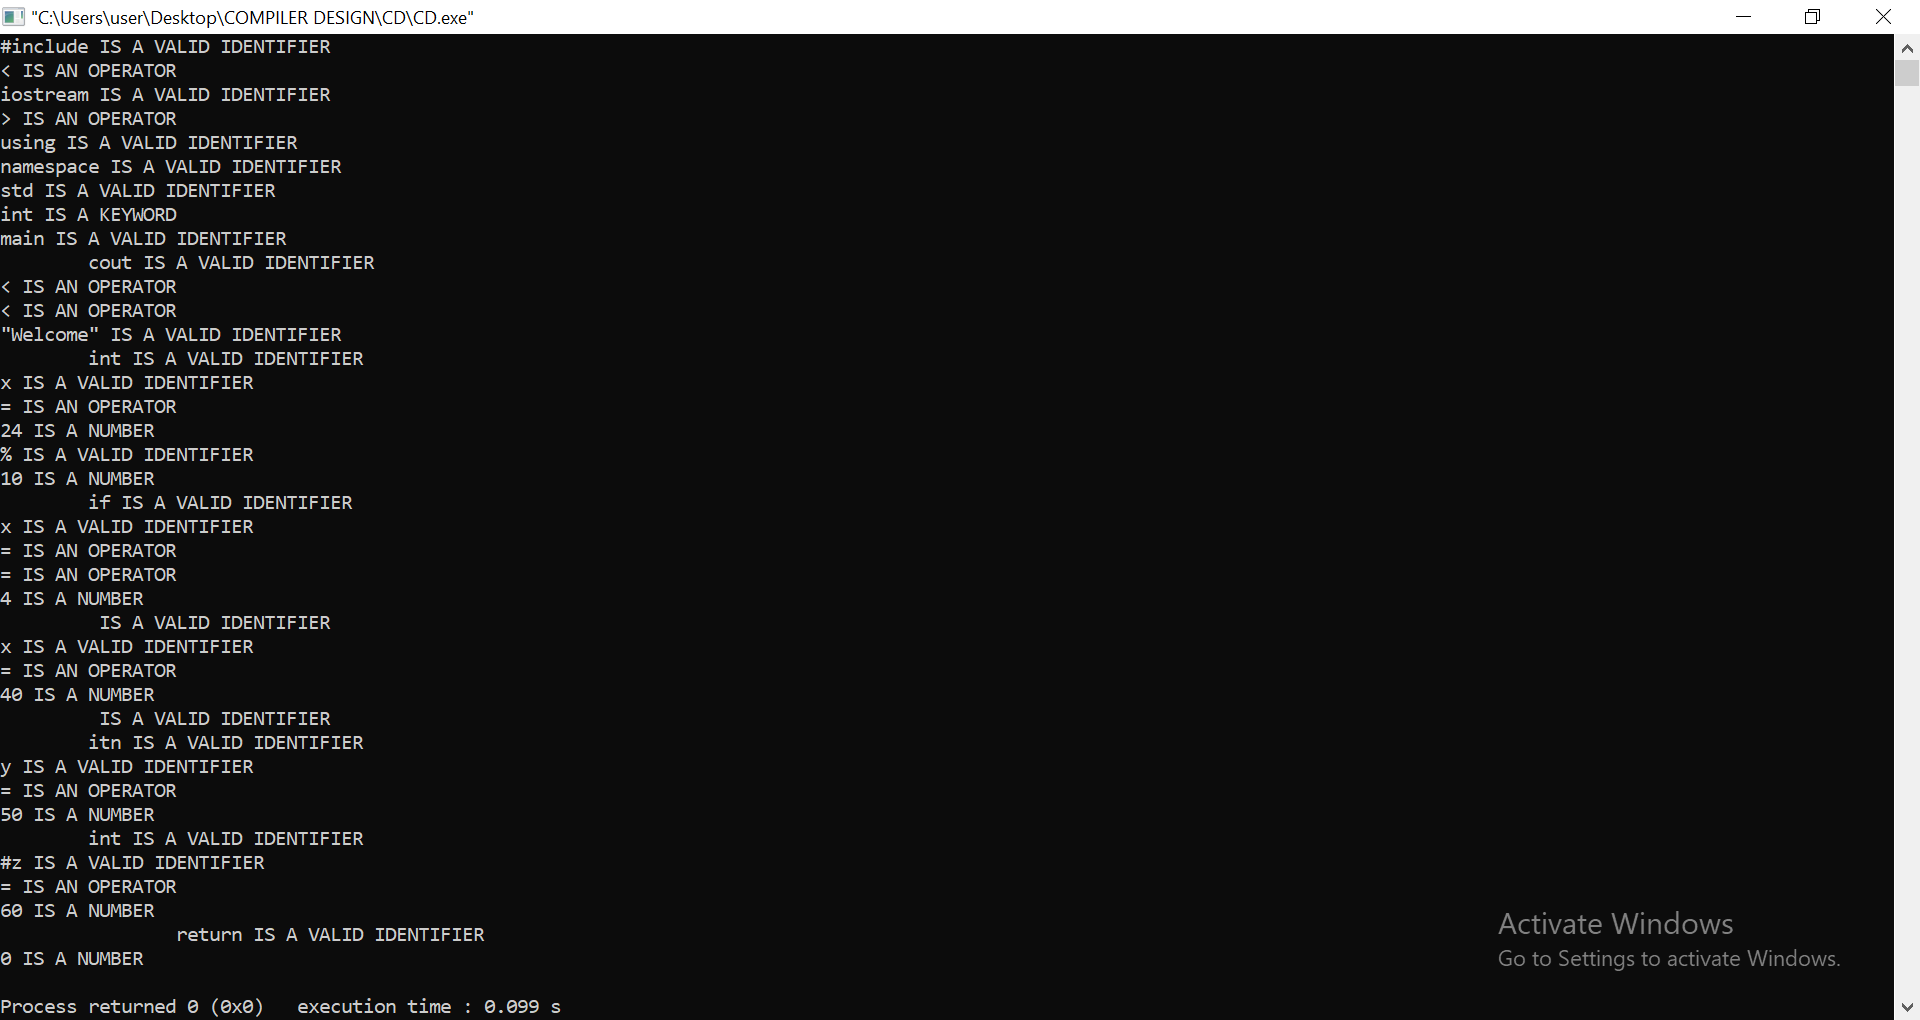 "C:\Users\user\Desktop\COMPILER DESIGN\CD\CD.exe"
#include IS A VALID IDENTIFIER
< IS AN OPERATOR
iostream IS A VALID IDENTIFIER
> IS AN OPERATOR
using IS A VALID IDENTIFIER
namespace IS A VALID IDENTIFIER
std IS A VALID IDENTIFIER
int IS A KEYWORD
main IS A VALID IDENTIFIER
        cout IS A VALID IDENTIFIER
< IS AN OPERATOR
< IS AN OPERATOR
"Welcome" IS A VALID IDENTIFIER
        int IS A VALID IDENTIFIER
x IS A VALID IDENTIFIER
= IS AN OPERATOR
24 IS A NUMBER
% IS A VALID IDENTIFIER
10 IS A NUMBER
        if IS A VALID IDENTIFIER
x IS A VALID IDENTIFIER
= IS AN OPERATOR
= IS AN OPERATOR
4 IS A NUMBER
         IS A VALID IDENTIFIER
x IS A VALID IDENTIFIER
= IS AN OPERATOR
40 IS A NUMBER
         IS A VALID IDENTIFIER
        itn IS A VALID IDENTIFIER
y IS A VALID IDENTIFIER
= IS AN OPERATOR
50 IS A NUMBER
        int IS A VALID IDENTIFIER
#z IS A VALID IDENTIFIER
= IS AN OPERATOR
60 IS A NUMBER
                return IS A VALID IDENTIFIER
0 IS A NUMBER
Process returned 0 (0x0)   execution time : 0.099 s
Activate Windows
Go to Settings to activate Windows.